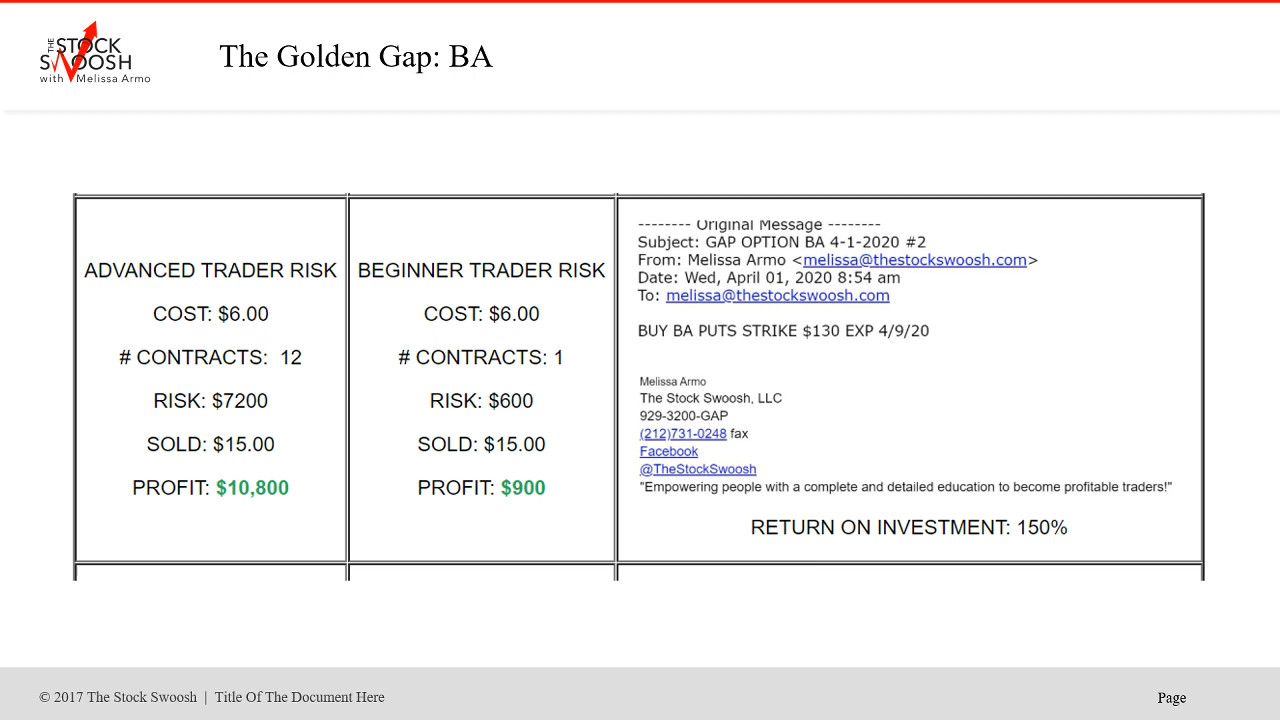 THE
STOCK
SWOOSH
with Melissa Armo
The Golden Gap: BA
ADVANCED TRADER RISK
COST: $6.00
# CONTRACTS: 12
RISK: $7200
SOLD: $15.00
PROFIT: $10,800
BEGINNER TRADER RISK
COST: $6.00
# CONTRACTS: 1
RISK: $600
SOLD: $15.00
PROFIT: $900
-------- Original Message --------
Subject: GAP OPTION BA 4-1-2020 #2
From: Melissa Armo <melissa@thestockswoosh.com>
Date: Wed, April 01, 2020 8:54 am
To: melissa@thestockswoosh.com
BUY BA PUTS STRIKE $130 EXP 4/9/20
Melissa Armo
The Stock Swoosh, LLC
929-3200-GAP
(212)731-0248 fax
Facebook
@TheStockSwoosh
"Empowering people with a complete and detailed education to become profitable traders!"
RETURN ON INVESTMENT: 150%
© 2017 The Stock Swoosh | Title Of The Document Here
Page